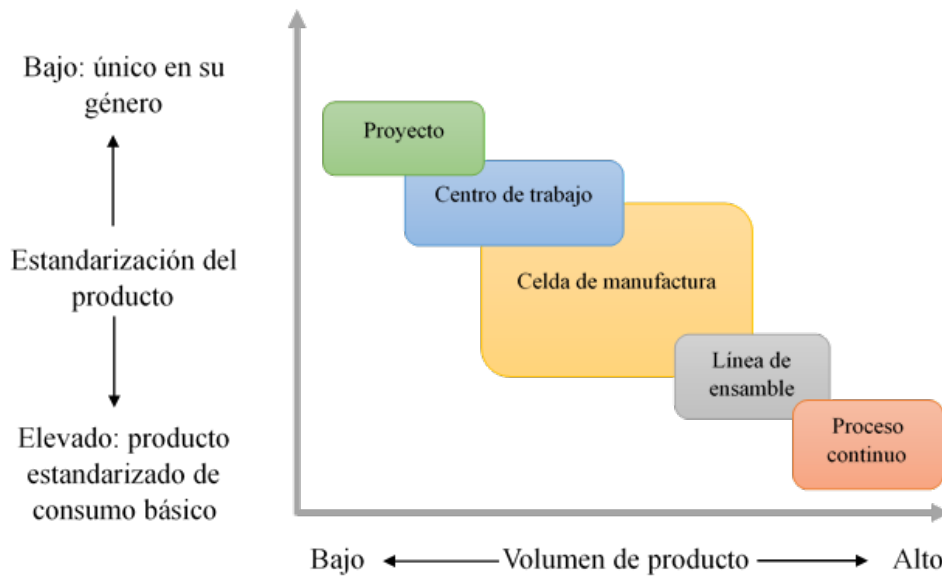 Bajo: único en su
género
Estandarización del
producto
Elevado: producto
estandarizado de
consumo básico
Proyecto
Centro de trabajo
Celda de manufactura
Línea de
ensamble
Proceso
continuo
Bajo
Volumen de producto
Alto